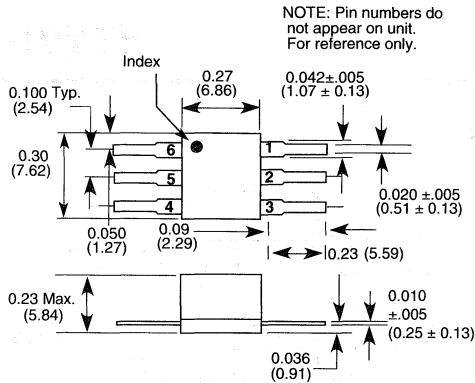 NOTE: Pin numbers do
not appear on unit.
For reference only.
Index
0.27
(6.86)
0.042±.005
(1.07 ± 0.13)
0.100 Typ.
(2.54)
6
1
0.30
(7.62)
5
2
0.020 ±.005
(0.51 ± 0.13)
4
3
0.050
(1.27)
0.09
(2.29)
0.23 (5.59)
0.23 Max.
(5.84)
0.010
±.005
(0.25 ± 0.13)
0.036
(0.91)